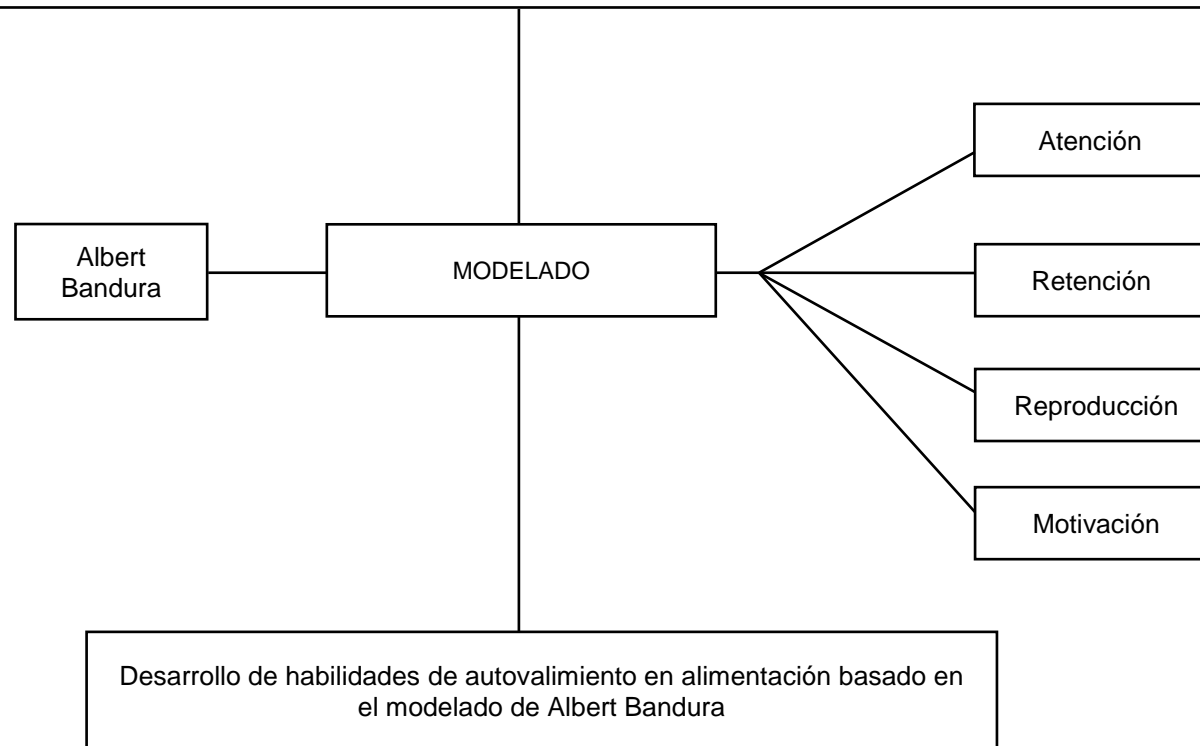 Atención
Albert
Bandura
MODELADO
Retención
Reproducción
Motivación
Desarrollo de habilidades de autovalimiento en alimentación basado en
el modelado de Albert Bandura